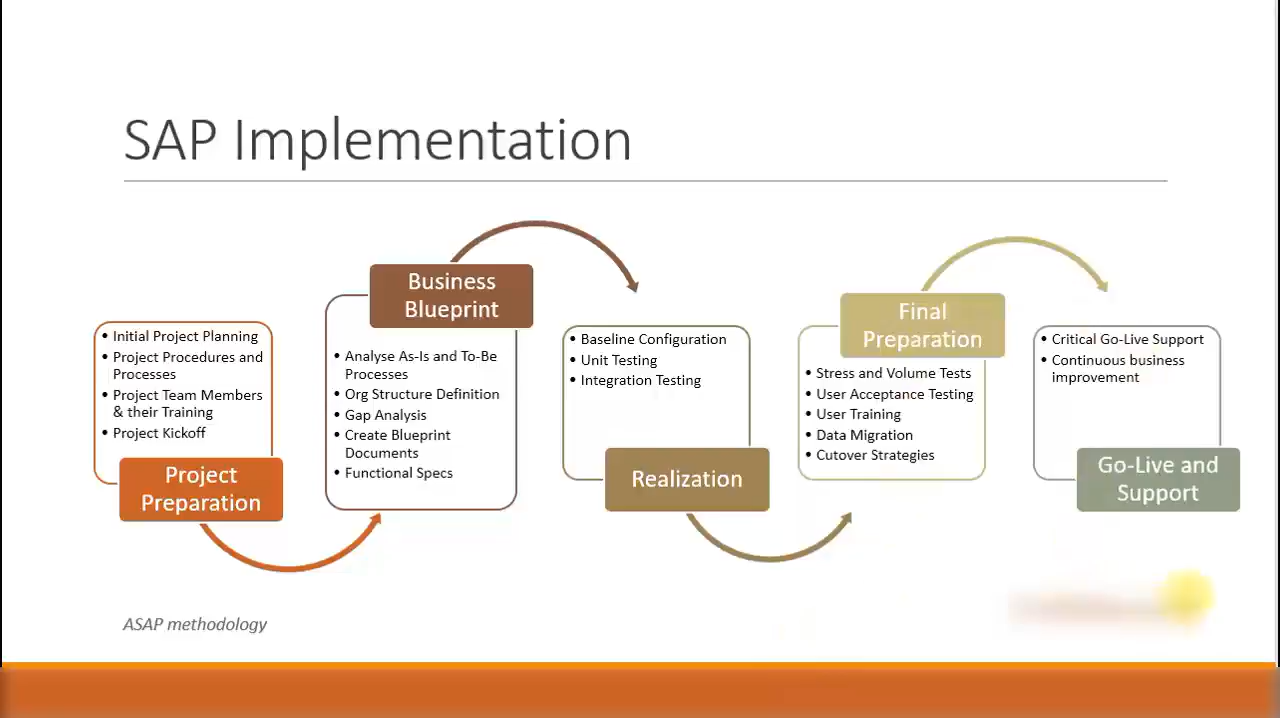 SAP Implementation
• Initial Project Planning
• Project Procedures and
Processes
• Project Team Members
& their Training
• Project Kickoff
Project
Preparation
Business
Blueprint
• Analyse As-Is and To-Be
Processes
• Org Structure Definition
• Gap Analysis
• Create Blueprint
Documents
• Functional Specs
• Baseline Configuration
• Unit Testing
• Integration Testing
Realization
Final
Preparation
• Stress and Volume Tests
• User Acceptance Testing
• User Training
• Data Migration
• Cutover Strategies
• Critical Go-Live Support
• Continuous business
improvement
Go-Live and
Support
ASAP methodology